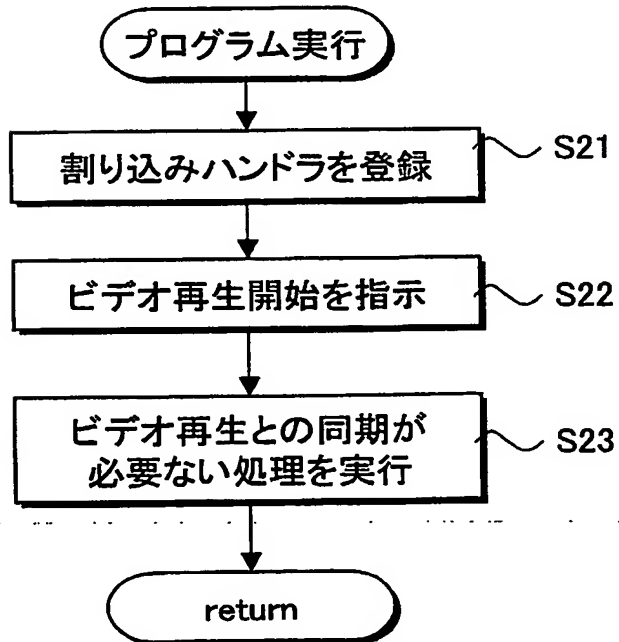 プログラム実行
割り込みハンドラを登録
S21
ビデオ再生開始を指示
S22
ビデオ再生との同期が
必要ない処理を実行
S23
return